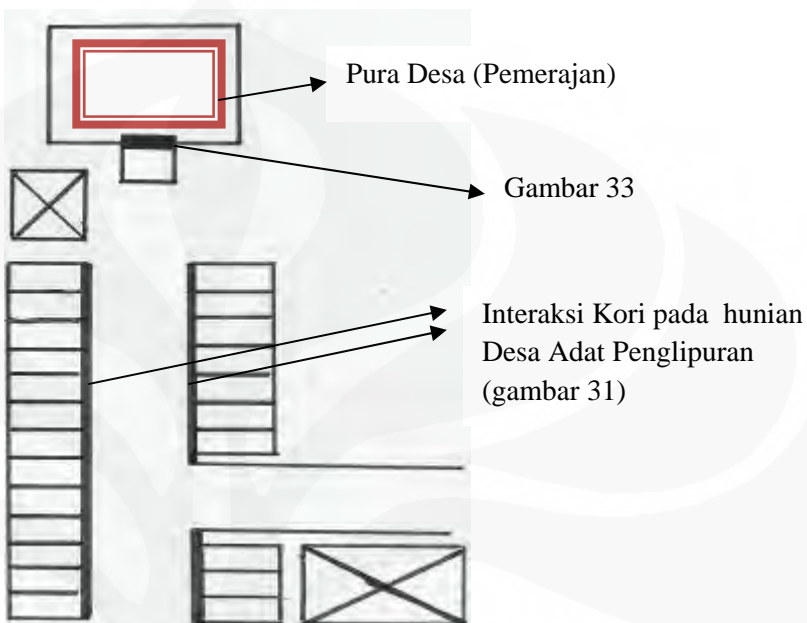 Pura Desa (Pemerajan)
Gambar 33
Interaksi Kori pada hunian
Desa Adat Penglipuran
(gambar 31)